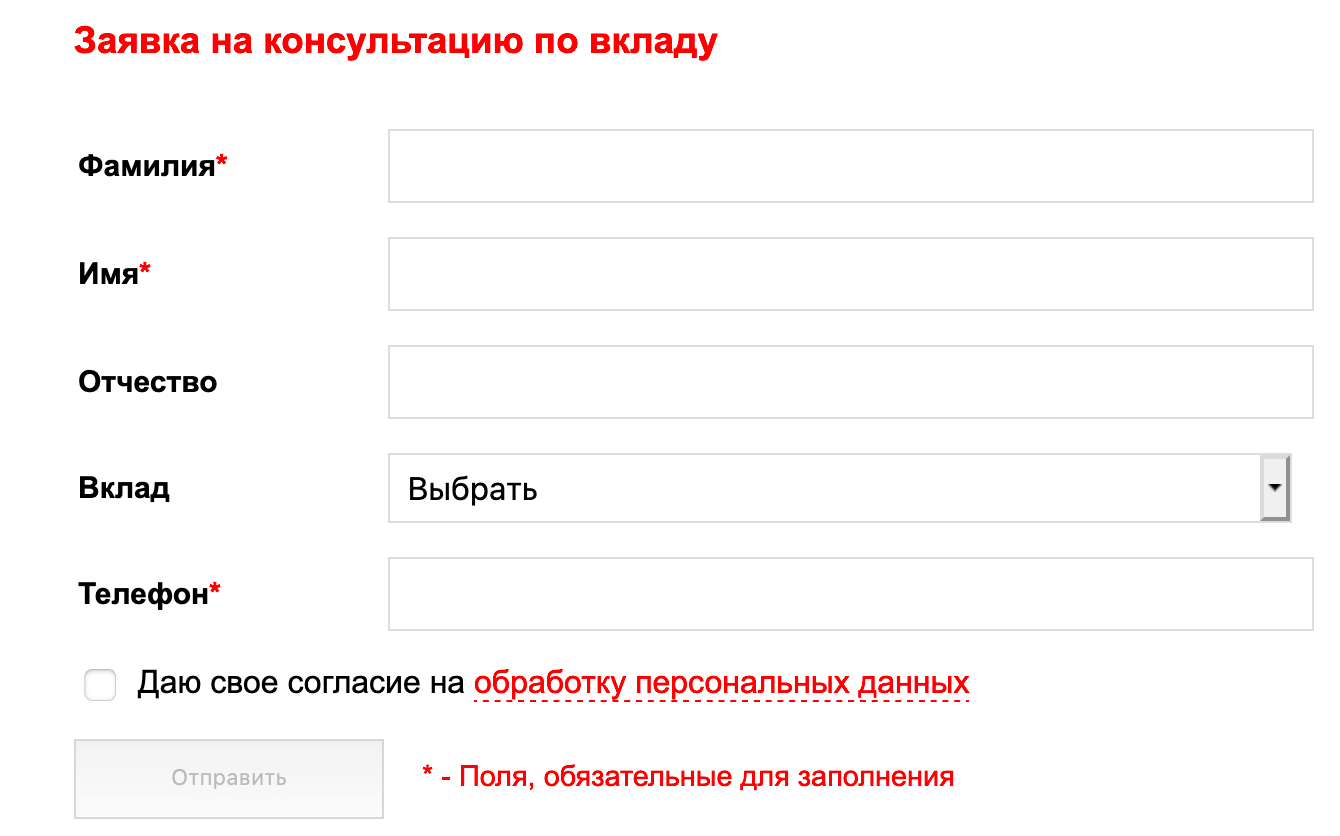 Заявка на консультацию по вкладу
Фамилия*
Имя*
Отчество
Вклад Выбрать
Телефон*
Даю свое согласие на обработку персональных данных
Отправить * - Поля, обязательные для заполнения